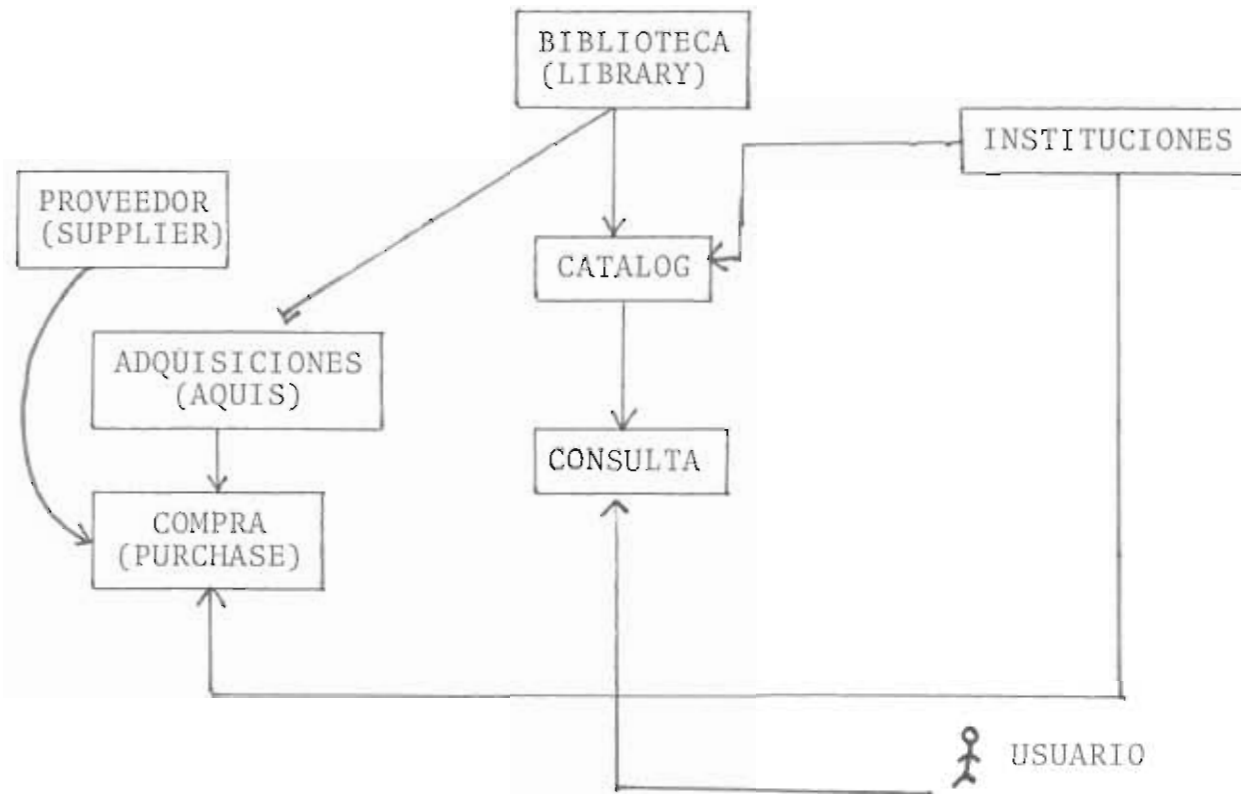 BIBLIOTECA
(LIBRARY)
INSTITUCIONES
PROVEEDOR
(SUPPLIER)
CATALOG
ADQUISICIONES
(AQUIS)
CONSULTA
COMPRA
(PURCHASE)
USUARIO